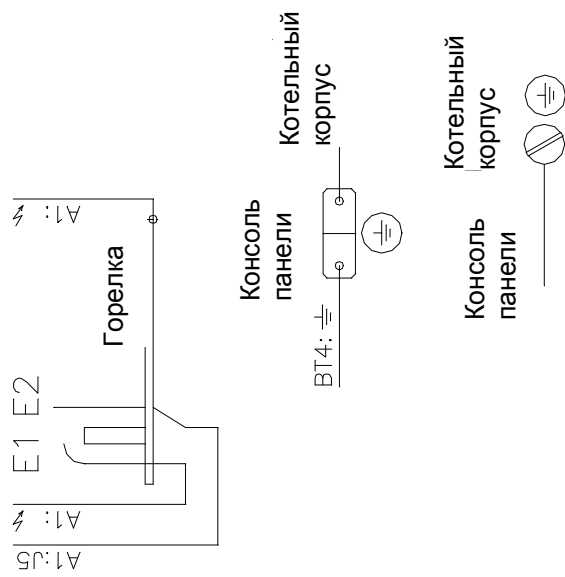 A1:
Горелка
E1
E2
A1:
A1:J5
Консоль
панели
Котельный
корпус
BT4:
Консоль
панели
Котельный
корпус